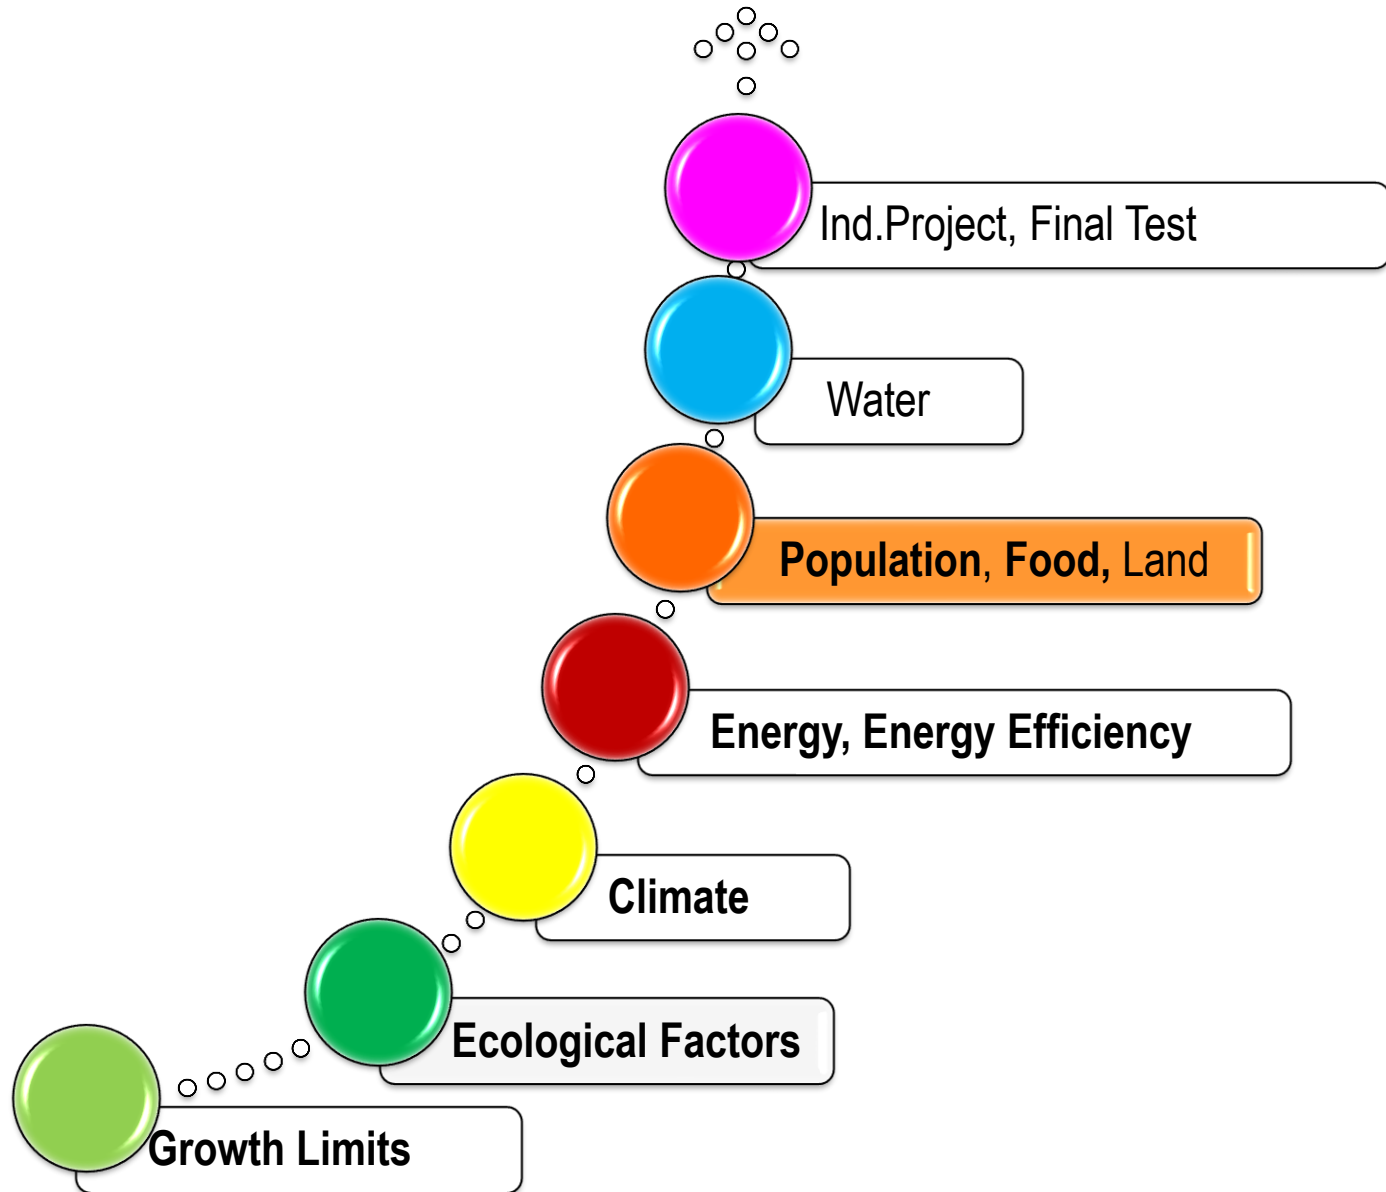 Ind.Project, Final Test
Water
Population, Food, Land
Energy, Energy Efficiency
Climate
Ecological Factors
Growth Limits